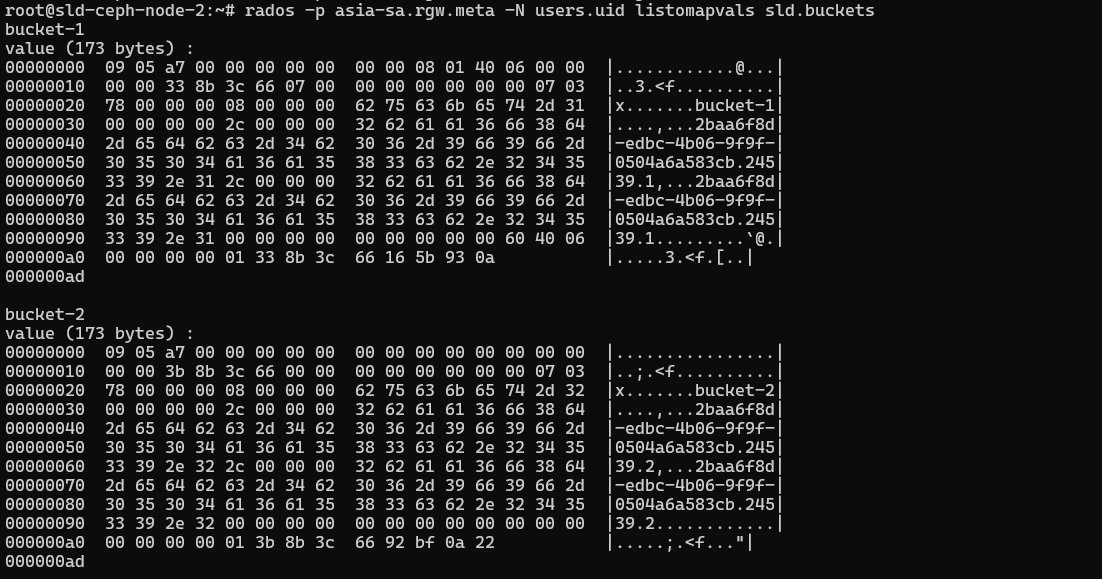 root@sld-ceph-node-2:~# rados -p asia-sa.rgw.meta -N users.uid listomapvals sld.buckets
bucket-1
value (173 bytes) :
00000000  09 05 a7 00 00 00 00 00  00 00 08 01 40 06 00 00  |............@...|
00000010  00 00 33 8b 3c 66 07 00  00 00 00 00 00 00 07 03  |..3.<f..........|
00000020  78 00 00 00 08 00 00 00  62 75 63 6b 65 74 2d 31  |x.......bucket-1|
00000030  00 00 00 00 2c 00 00 00  32 62 61 61 36 66 38 64  |....,...2baa6f8d|
00000040  2d 65 64 62 63 2d 34 62  30 36 2d 39 66 39 66 2d  |-edbc-4b06-9f9f-|
00000050  30 35 30 34 61 36 61 35  38 33 63 62 2e 32 34 35  |0504a6a583cb.245|
00000060  33 39 2e 31 2c 00 00 00  32 62 61 61 36 66 38 64  |39.1,...2baa6f8d|
00000070  2d 65 64 62 63 2d 34 62  30 36 2d 39 66 39 66 2d  |-edbc-4b06-9f9f-|
00000080  30 35 30 34 61 36 61 35  38 33 63 62 2e 32 34 35  |0504a6a583cb.245|
00000090  33 39 2e 31 00 00 00 00  00 00 00 00 00 60 40 06  |39.1.........`@.|
000000a0  00 00 00 00 01 33 8b 3c  66 16 5b 93 0a           |.....3.<f.[..|
000000ad
bucket-2
value (173 bytes) :
00000000  09 05 a7 00 00 00 00 00  00 00 00 00 00 00 00 00  |................|
00000010  00 00 3b 8b 3c 66 00 00  00 00 00 00 00 00 07 03  |..;.<f..........|
00000020  78 00 00 00 08 00 00 00  62 75 63 6b 65 74 2d 32  |x.......bucket-2|
00000030  00 00 00 00 2c 00 00 00  32 62 61 61 36 66 38 64  |....,...2baa6f8d|
00000040  2d 65 64 62 63 2d 34 62  30 36 2d 39 66 39 66 2d  |-edbc-4b06-9f9f-|
00000050  30 35 30 34 61 36 61 35  38 33 63 62 2e 32 34 35  |0504a6a583cb.245|
00000060  33 39 2e 32 2c 00 00 00  32 62 61 61 36 66 38 64  |39.2,...2baa6f8d|
00000070  2d 65 64 62 63 2d 34 62  30 36 2d 39 66 39 66 2d  |-edbc-4b06-9f9f-|
00000080  30 35 30 34 61 36 61 35  38 33 63 62 2e 32 34 35  |0504a6a583cb.245|
00000090  33 39 2e 32 00 00 00 00  00 00 00 00 00 00 00 00  |39.2............|
000000a0  00 00 00 00 01 3b 8b 3c  66 92 bf 0a 22           |.....;.<f..."|
000000ad